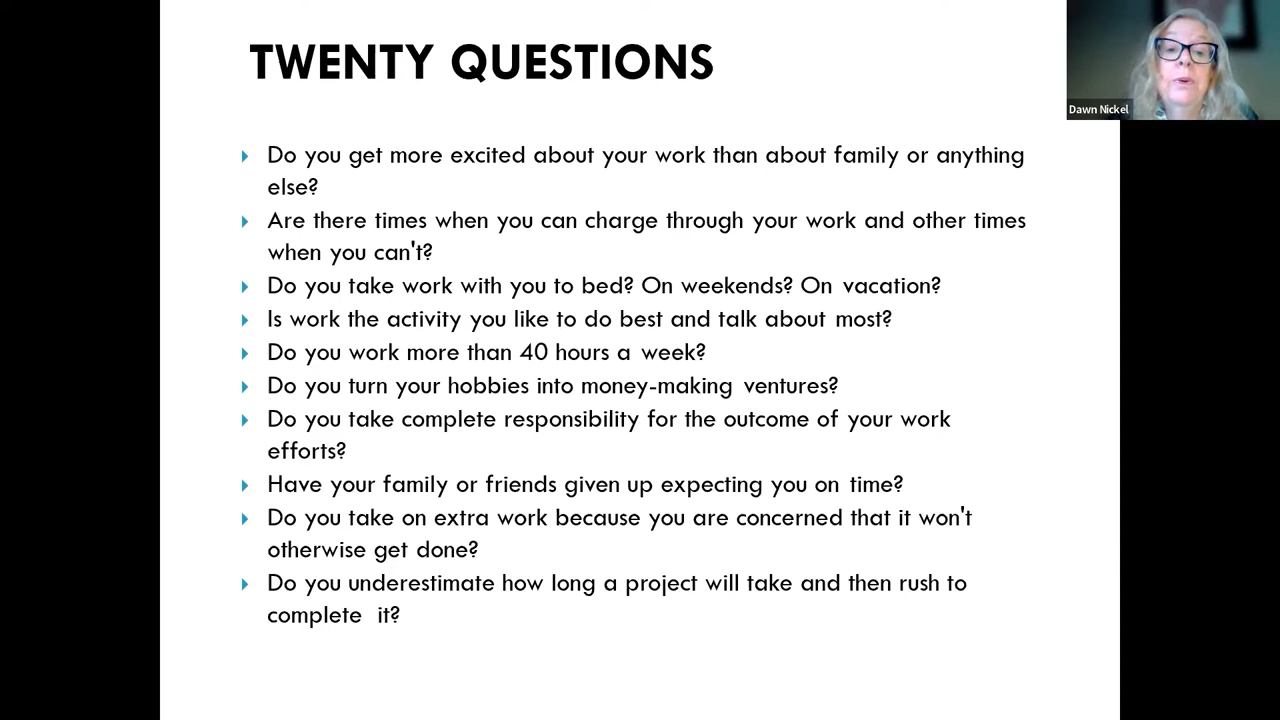 TWENTY QUESTIONS
Do you get more excited about your work than about family or anything
else?
Are there times when you can charge through your work and other times
when you can't?
Do you take work with you to bed? On weekends? On vacation?
Is work the activity you like to do best and talk about most?
Do you work more than 40 hours a week?
Do you turn your hobbies into money-making ventures?
Do you take complete responsibility for the outcome of your work
efforts?
Have your family or friends given up expecting you on time?
Do you take on extra work because you are concerned that it won't
otherwise get done?
Do you underestimate how long a project will take and then rush to
complete it?
Dawn Nickel